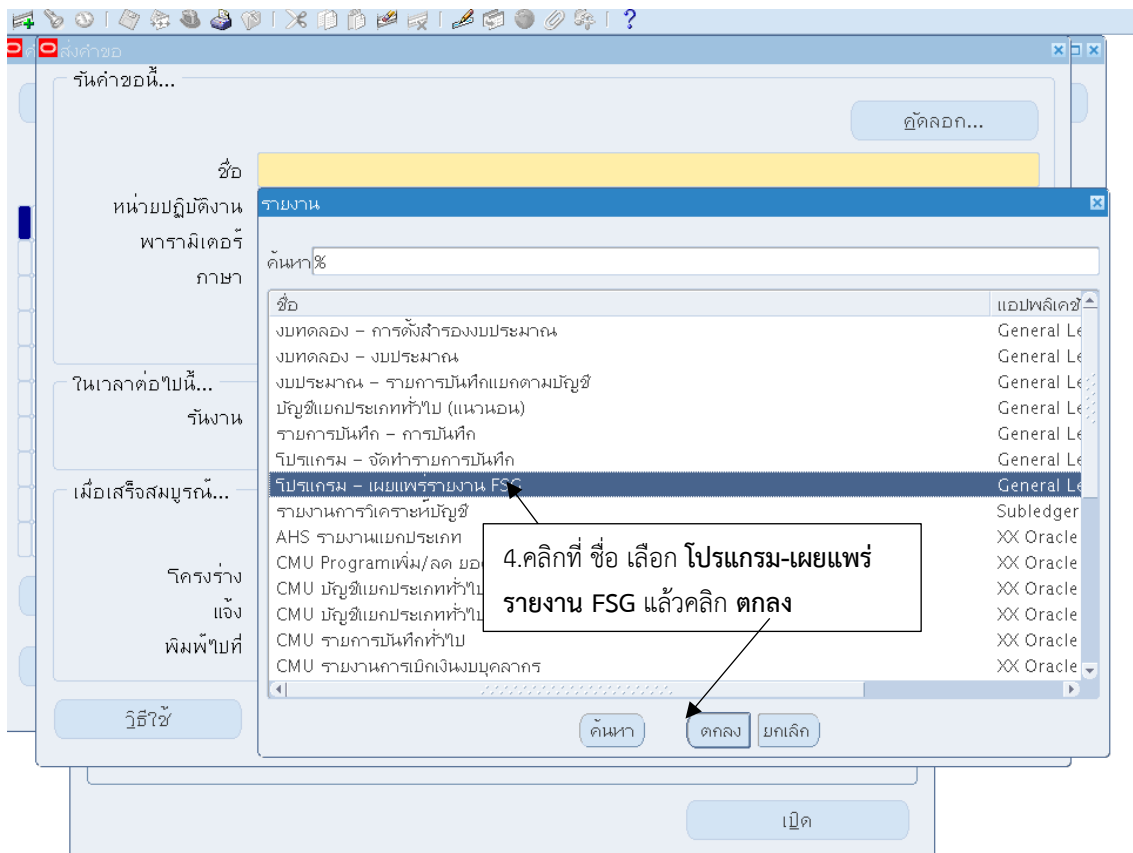 ?
ส่งคำขอ
รันคำขอนี้...
คัดลอก...
ชื่อ
หน่วยปฏิบัติงาน
พารามิเตอร์
ภาษา
ในเวลาต่อไปนี้...
รันงาน
เมื่อเสร็จสมบูรณ์...
โครงร่าง
แจ้ง
พิมพ์ไปที่
วิธีใช้
รายงาน
ค้นหา %
ชื่อ แอปพลิเคชั
งบทดลอง – การตั้งสำรองงบประมาณ General Le
งบทดลอง – งบประมาณ General Le
งบประมาณ – รายการบันทึกแยกตามบัญชี General Le
บัญชีแยกประเภททั่วไป (แนวนอน) General Le
รายการบันทึก – การบันทึก General Le
โปรแกรม – จัดทำรายการบันทึก General Le
โปรแกรม – เผยแพร่รายงาน FSG General Le
รายงานการวิเคราะห์บัญชี Subledger
AHS รายงานแยกประเภท XX Oracle
CMU Programเพิ่ม/ลด ยอ XX Oracle
CMU บัญชีแยกประเภททั่วไป XX Oracle
CMU บัญชีแยกประเภททั่วไป XX Oracle
CMU รายการบันทึกทั่วไป XX Oracle
CMU รายงานการเบิกเงินงบบุคลากร XX Oracle
4.คลิกที่ ชื่อ เลือก โปรแกรม-เผยแพร่
รายงาน FSG แล้วคลิก ตกลง
ค้นหา ตกลง ยกเลิก
เปิด